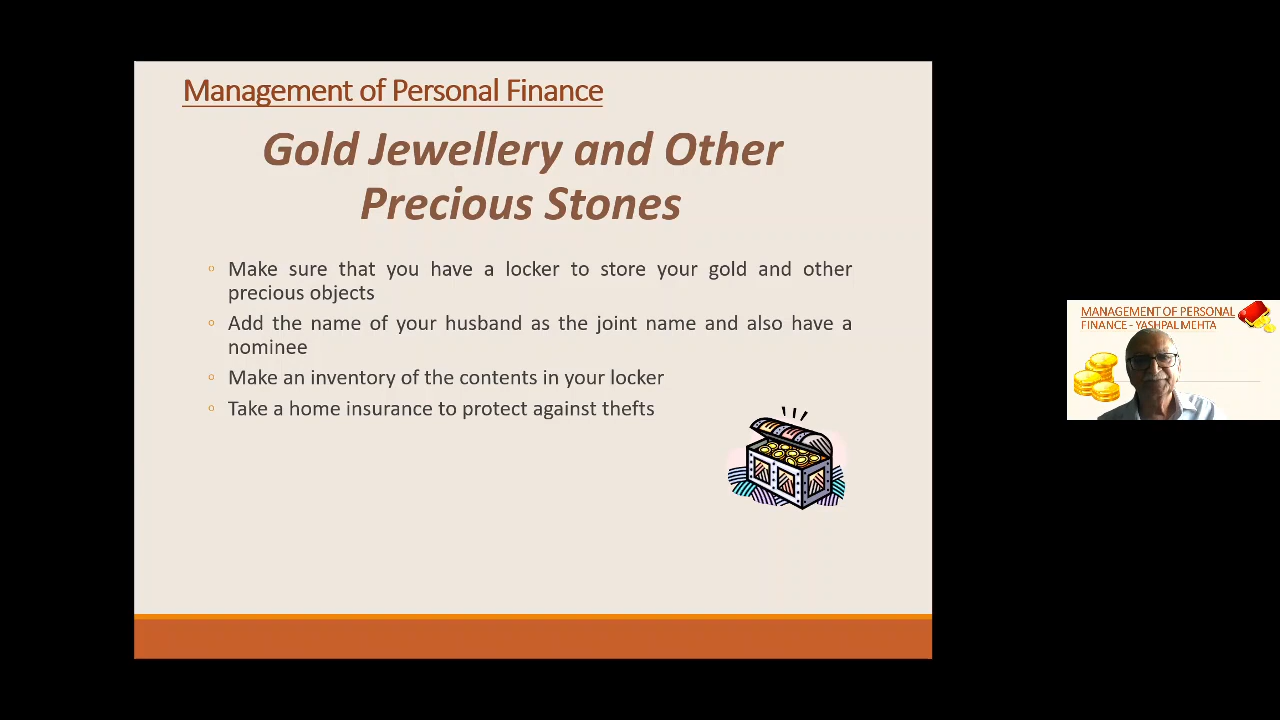 Management of Personal Finance
Gold Jewellery and Other
Precious Stones
Make sure that you have a locker to store your gold and other
precious objects
Add the name of your husband as the joint name and also have a
nominee
Make an inventory of the contents in your locker
Take a home insurance to protect against thefts
MANAGEMENT OF PERSONAL
FINANCE - YASHPAL MEHTA